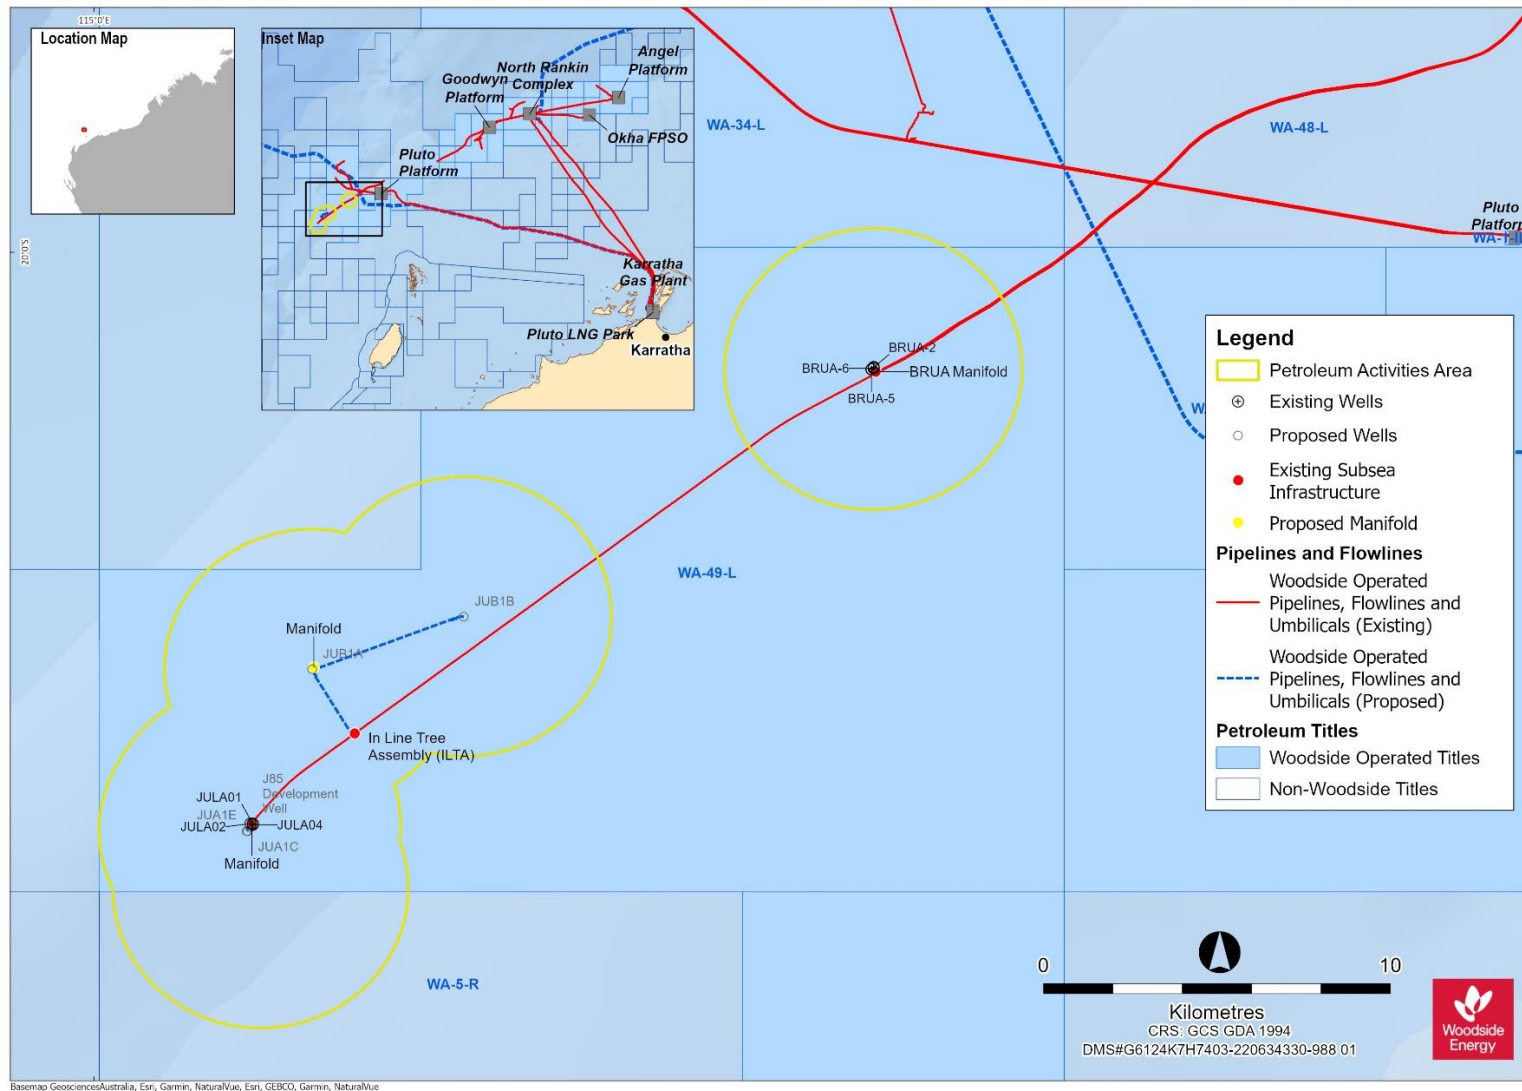 115°0'E
20°0'S
Location Map
Inset Map
Angel
Platform
North Rankin
Complex
Goodwyn
Platform
Okha FPSO
Pluto
Platform
Karratha
Gas Plant
Pluto LNG Park
Karratha
WA-34-L
WA-48-L
Pluto
Platform
BRUA-2
BRUA-6
BRUA Manifold
BRUA-5
WA-49-L
JUB1B
Manifold
JUB1A
In Line Tree
Assembly (ILTA)
J85
Development
Well
JULA01
JUA1E
JULA02
JULA04
JUA1C
Manifold
WA-5-R
Legend
Petroleum Activities Area
Existing Wells
Proposed Wells
Existing Subsea
Infrastructure
Proposed Manifold
Pipelines and Flowlines
Woodside Operated
Pipelines, Flowlines and
Umbilicals (Existing)
Woodside Operated
Pipelines, Flowlines and
Umbilicals (Proposed)
Petroleum Titles
Woodside Operated Titles
Non-Woodside Titles
0 10
Kilometres
CRS: GCS GDA 1994
DMS#G6124K7H7403-220634330-988 01
Woodside
Energy
Basemap GeosciencesAustralia, Esri, Garmin, NaturalVue, Esri, GEBCO, Garmin, NaturalVue